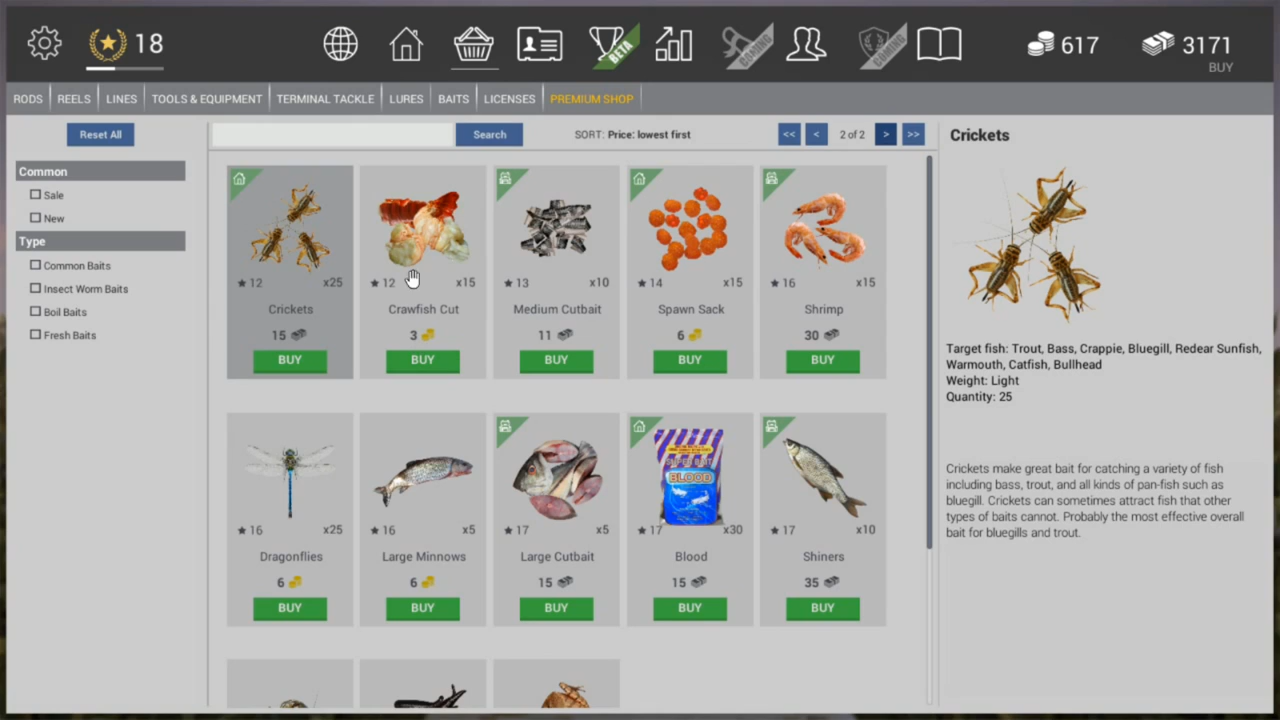 18
BETA
COMING
COMING
617
3171
BUY
RODS
REELS
LINES
TOOLS & EQUIPMENT
TERMINAL TACKLE
LURES
BAITS
LICENSES
PREMIUM SHOP
Reset All
Search
SORT: Price: lowest first
<<
<
2 of 2
>
>>
Crickets
Common
Sale
New
Type
Common Baits
Insect Worm Baits
Boil Baits
Fresh Baits
★ 12 x25
Crickets
15
BUY
★ 12 x15
Crawfish Cut
3
BUY
★ 13 x10
Medium Cutbait
11
BUY
★ 14 x15
Spawn Sack
6
BUY
★ 16 x15
Shrimp
30
BUY
★ 16 x25
Dragonflies
6
BUY
★ 16 x5
Large Minnows
6
BUY
★ 17 x5
Large Cutbait
15
BUY
BLOOD
★ 17 x30
Blood
15
BUY
★ 17 x10
Shiners
35
BUY
Target fish: Trout, Bass, Crappie, Bluegill, Redear Sunfish,
Warmouth, Catfish, Bullhead
Weight: Light
Quantity: 25
Crickets make great bait for catching a variety of fish
including bass, trout, and all kinds of pan-fish such as
bluegill. Crickets can sometimes attract fish that other
types of baits cannot. Probably the most effective overall
bait for bluegills and trout.